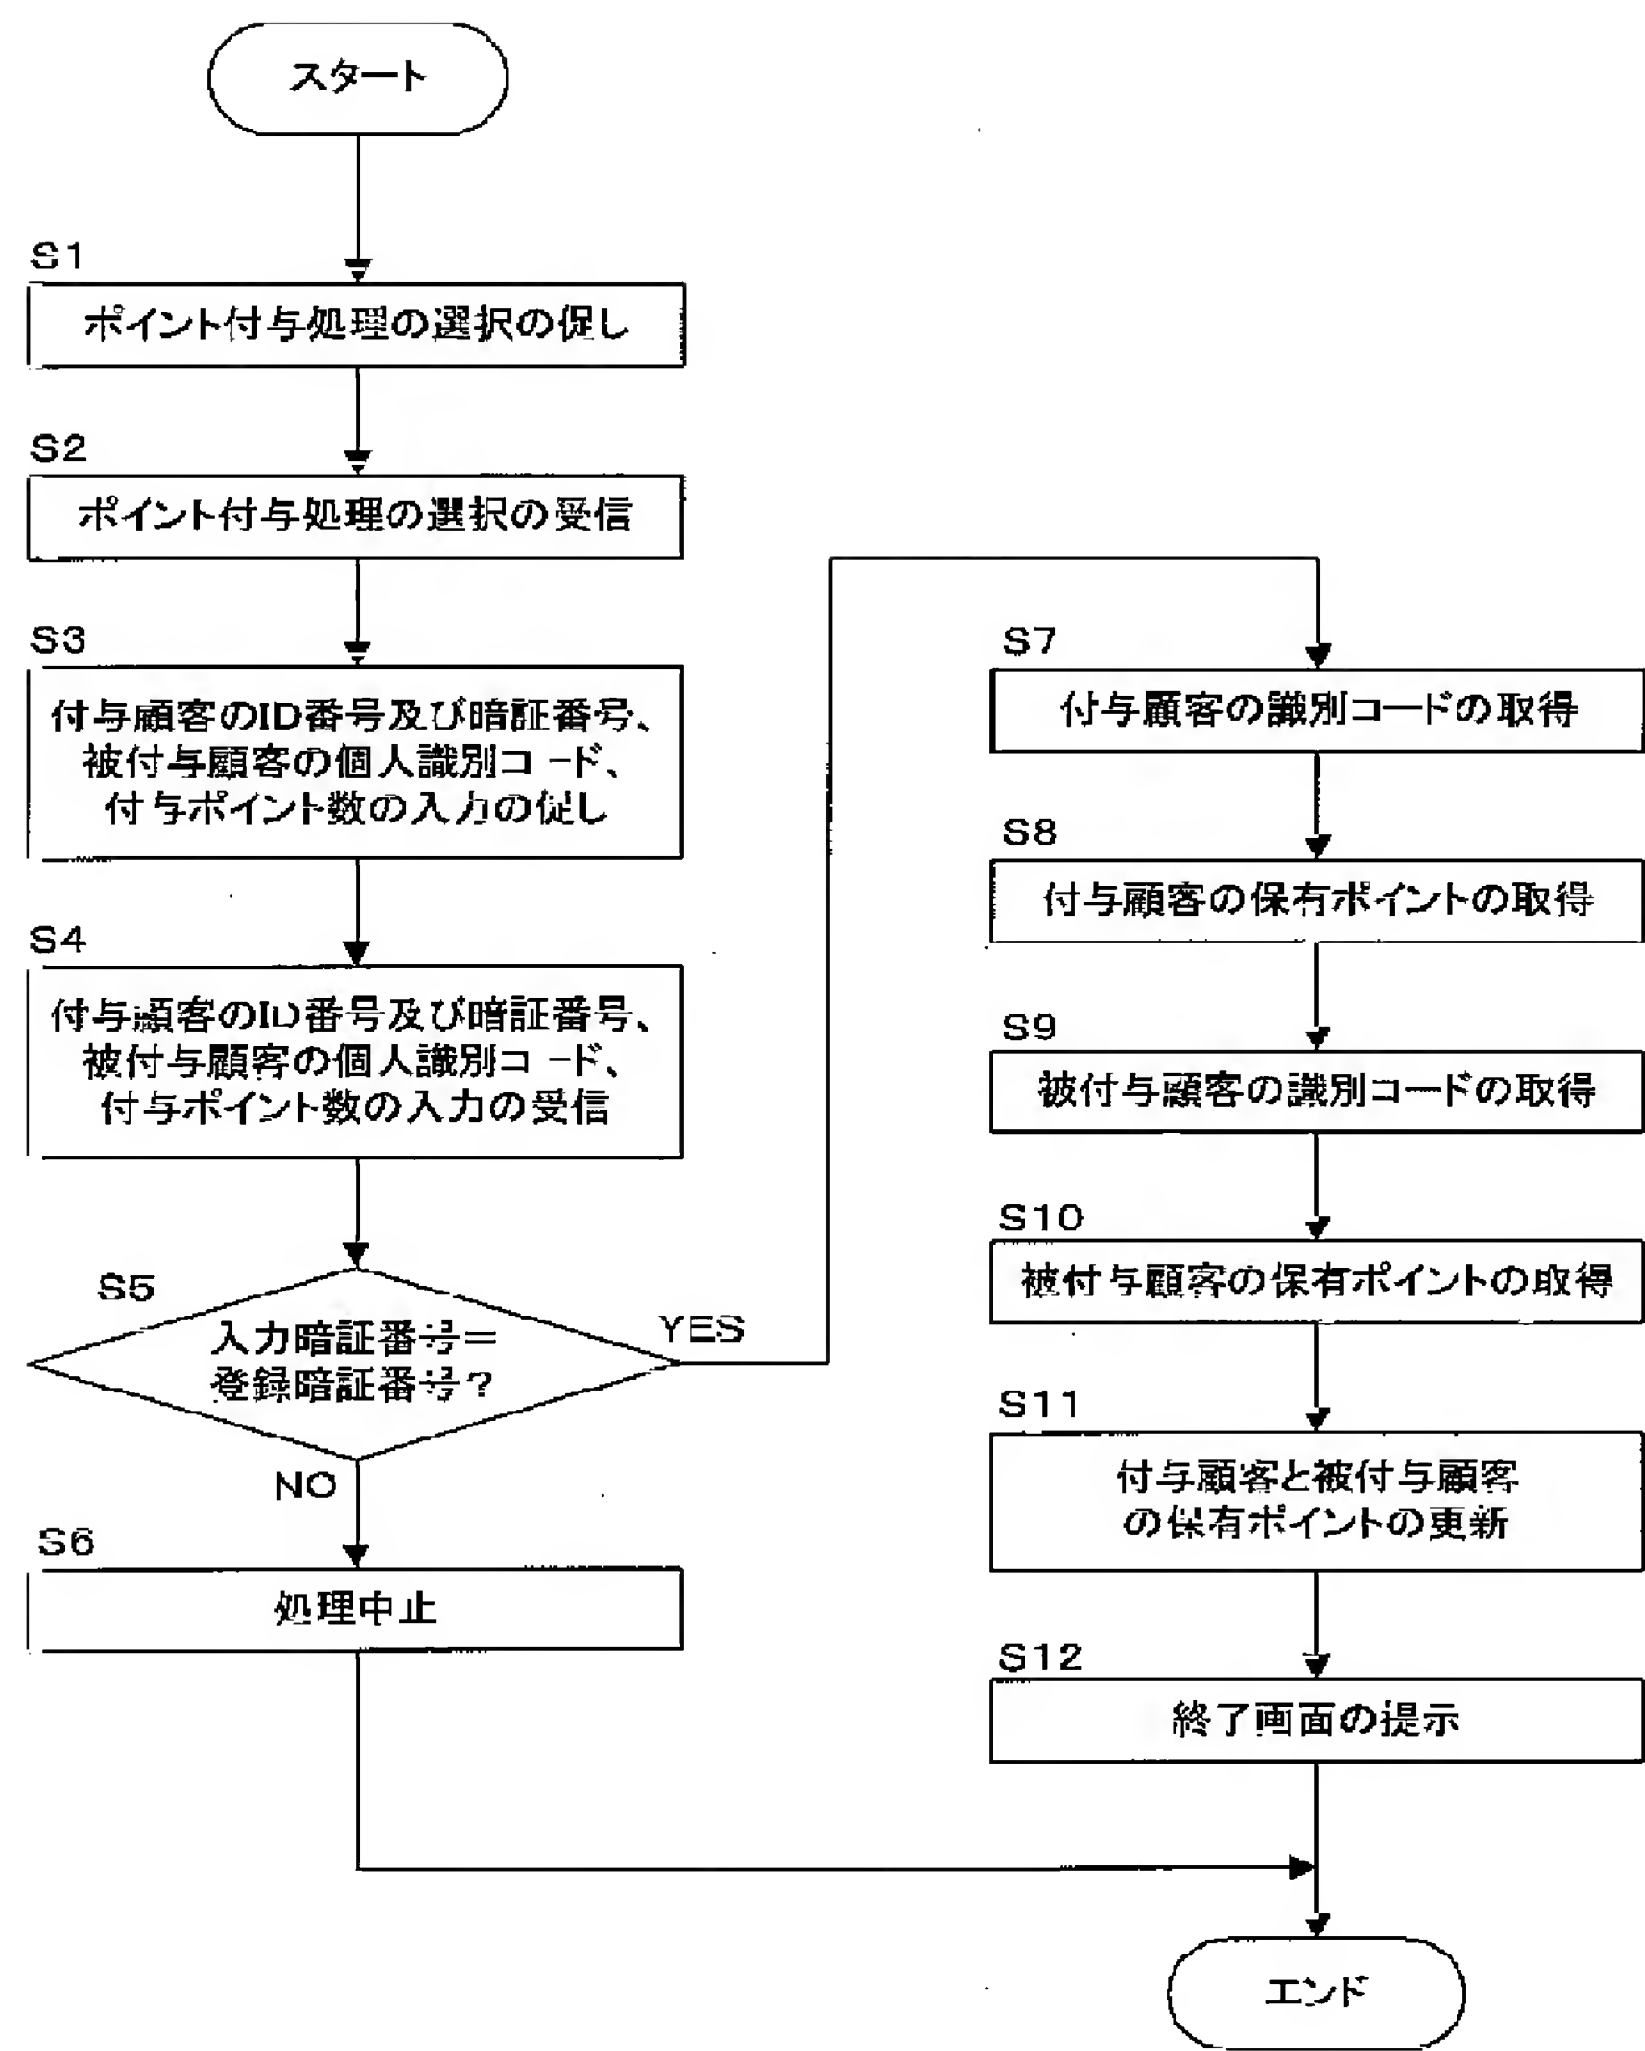 スタート
S1
ポイント付与処理の選択の促し
S2
ポイント付与処理の選択の受信
S3
付与顧客のID番号及び暗証番号、
被付与顧客の個人識別コード、
付与ポイント数の入力の促し
S4
付与顧客のID番号及び暗証番号、
被付与顧客の個人識別コード、
付与ポイント数の入力の受信
S5
入力暗証番号=
登録暗証番号?
YES
NO
S6
処理中止
S7
付与顧客の識別コードの取得
S8
付与顧客の保有ポイントの取得
S9
被付与顧客の識別コードの取得
S10
被付与顧客の保有ポイントの取得
S11
付与顧客と被付与顧客
の保有ポイントの更新
S12
終了画面の提示
エンド